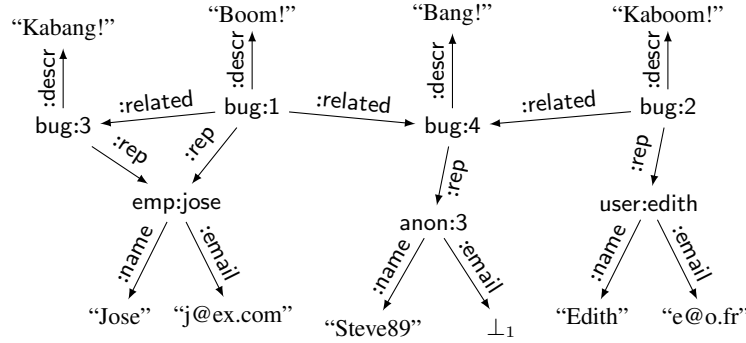 “Kabang!” “Boom!” “Bang!” “Kaboom!”
:descr :descr :descr :descr
:related :related :related
bug:3 bug:1 bug:4 bug:2
:rep :rep :rep :rep
emp:jose anon:3 user:edith
:name :email :name :email :name :email
“Jose” “j@ex.com” “Steve89” ⊥₁ “Edith” “e@o.fr”